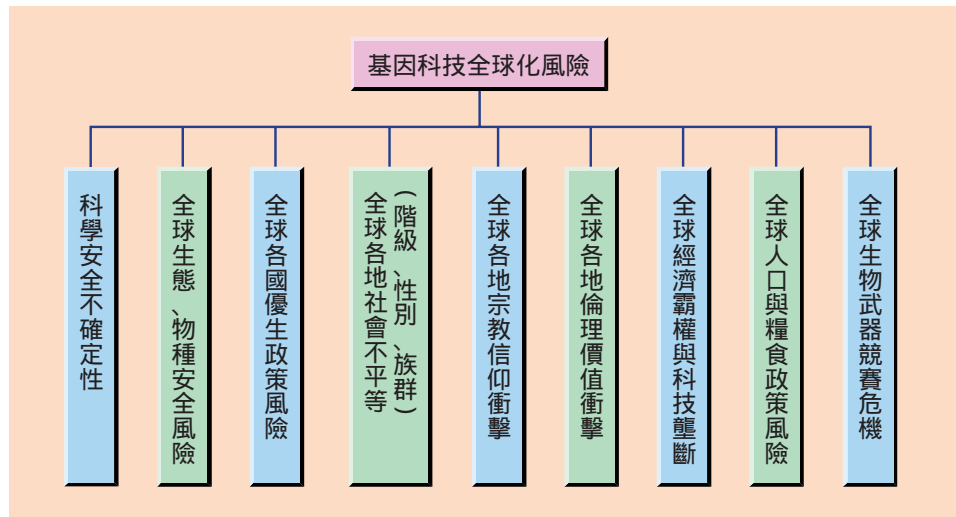 基因科技全球化風險
科學安全不確定性
全球生態、物種安全風險
全球各國優生政策風險
全球各地社會不平等
(階級、性別、族群)
全球各地宗教信仰衝擊
全球各地倫理價值衝擊
全球經濟霸權與科技壟斷
全球人口與糧食政策風險
全球生物武器競賽危機